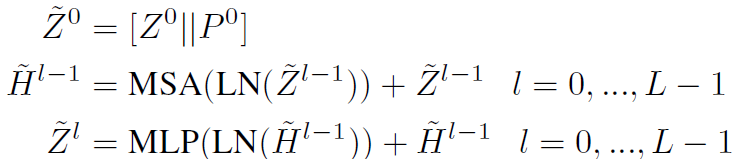 Z̃⁰ = [Z⁰||P⁰]
H̃ˡ⁻¹ = MSA(LN(Z̃ˡ⁻¹)) + Z̃ˡ⁻¹ l = 0, ..., L − 1
Z̃ˡ = MLP(LN(H̃ˡ⁻¹)) + H̃ˡ⁻¹ l = 0, ..., L − 1